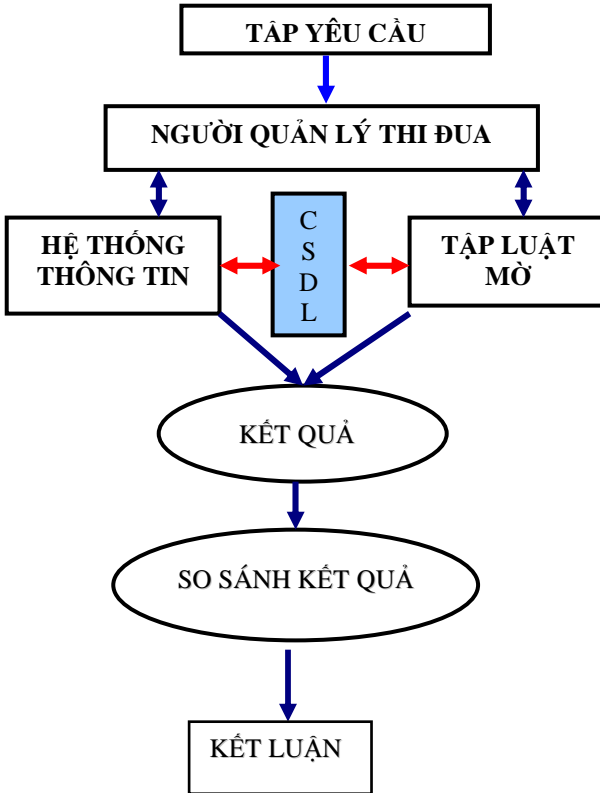 TẬP YÊU CẦU
NGƯỜI QUẢN LÝ THI ĐUA
HỆ THỐNG
THÔNG TIN
C
S
D
L
TẬP LUẬT
MỜ
KẾT QUẢ
SO SÁNH KẾT QUẢ
KẾT LUẬN